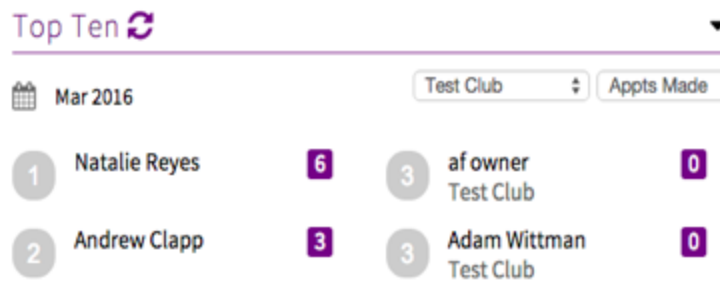 Top Ten
Mar 2016
Test Club
Appts Made
1 Natalie Reyes 6
2 Andrew Clapp 3
3 af owner 0
Test Club
3 Adam Wittman 0
Test Club